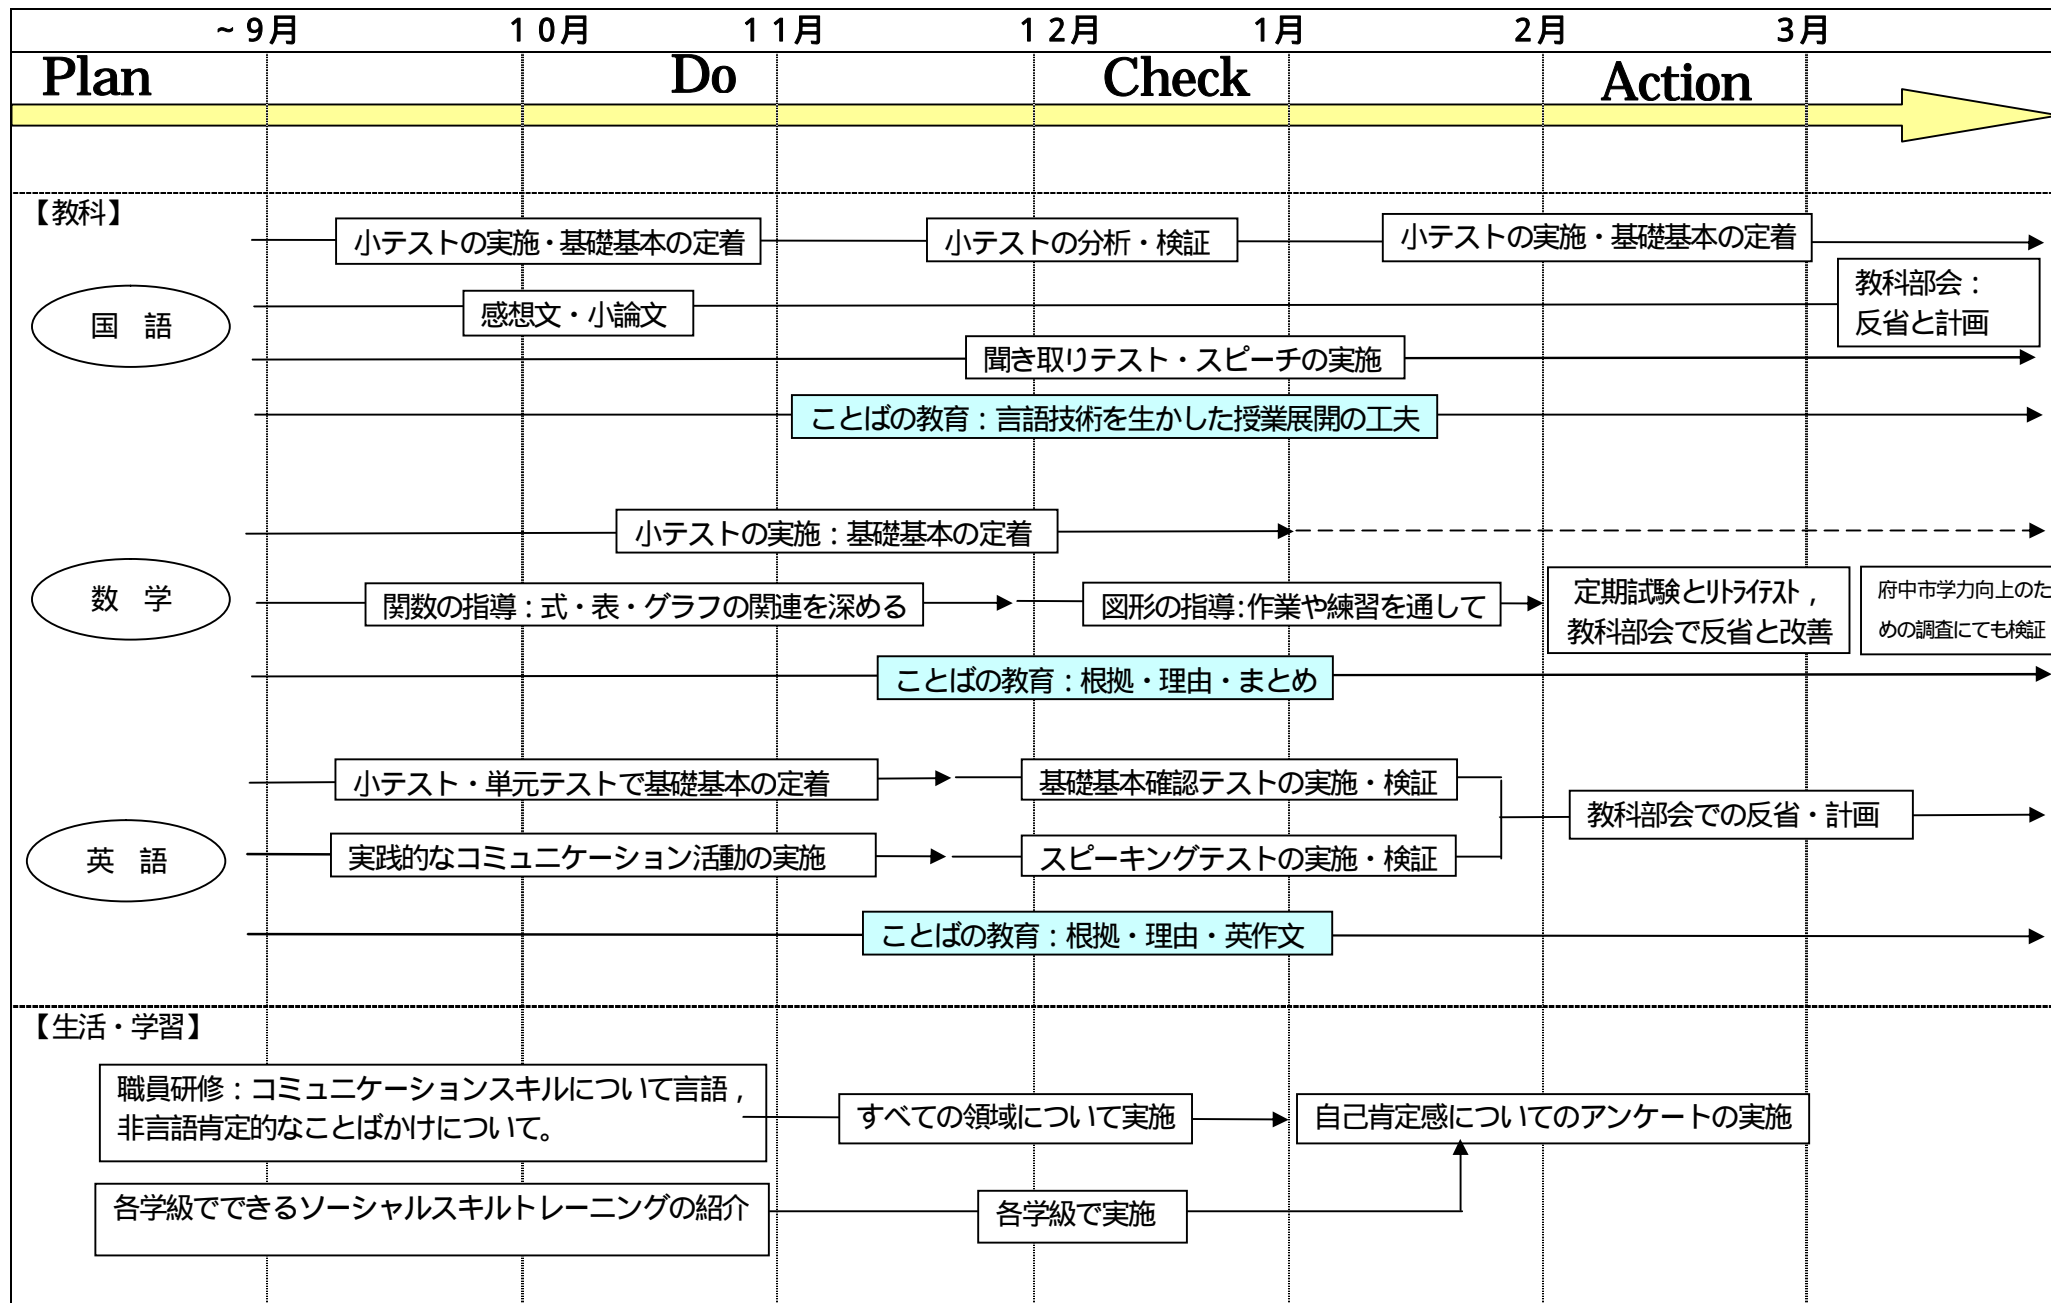 ~９月 １０月 １１月 １２月 １月 ２月 ３月
Plan Do Check Action
【教科】
小テストの実施・基礎基本の定着
小テストの分析・検証
小テストの実施・基礎基本の定着
国 語
感想文・小論文
教科部会：
反省と計画
聞き取りテスト・スピーチの実施
ことばの教育：言語技術を生かした授業展開の工夫
小テストの実施：基礎基本の定着
数 学
関数の指導：式・表・グラフの関連を深める
図形の指導：作業や練習を通して
定期試験とﾘﾄﾗｲﾃｽﾄ，
教科部会で反省と改善
府中市学力向上のた
めの調査にても検証
ことばの教育：根拠・理由・まとめ
小テスト・単元テストで基礎基本の定着
基礎基本確認テストの実施・検証
教科部会での反省・計画
英 語
実践的なコミュニケーション活動の実施
スピーキングテストの実施・検証
ことばの教育：根拠・理由・英作文
【生活・学習】
職員研修：コミュニケーションスキルについて言語，
非言語肯定的なことばかけについて。
すべての領域について実施
自己肯定感についてのアンケートの実施
各学級でできるソーシャルスキルトレーニングの紹介
各学級で実施